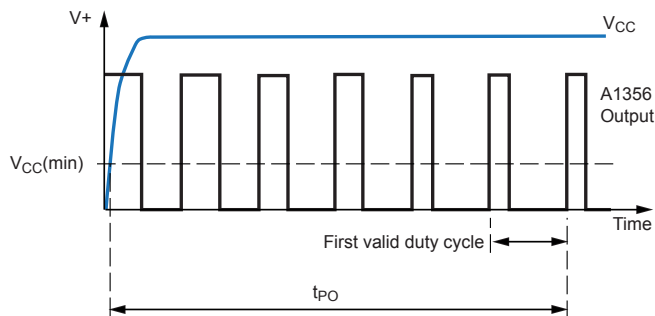 V+
VCC
A1356
Output
VCC(min)
Time
First valid duty cycle
tPO